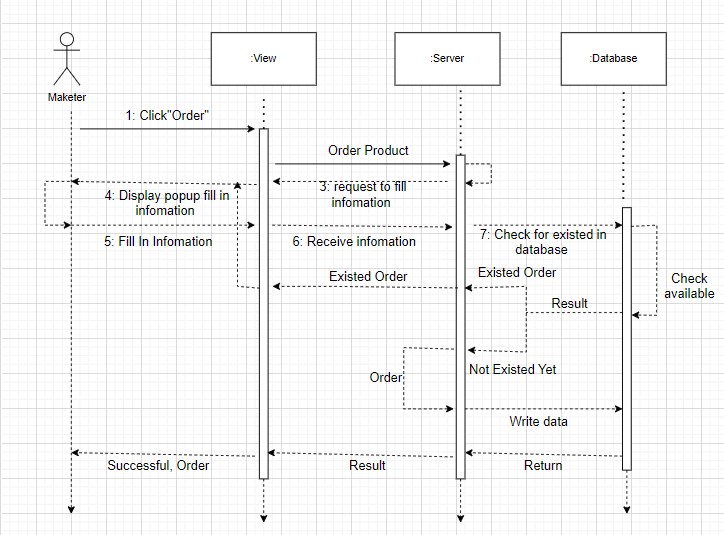 :View
:Server
:Database
Maketer
1: Click"Order"
Order Product
3: request to fill
infomation
4: Display popup fill in
infomation
5: Fill In Infomation
6: Receive infomation
7: Check for existed in
database
Existed Order
Existed Order
Check
available
Result
Not Existed Yet
Order
Write data
Successful, Order
Result
Return